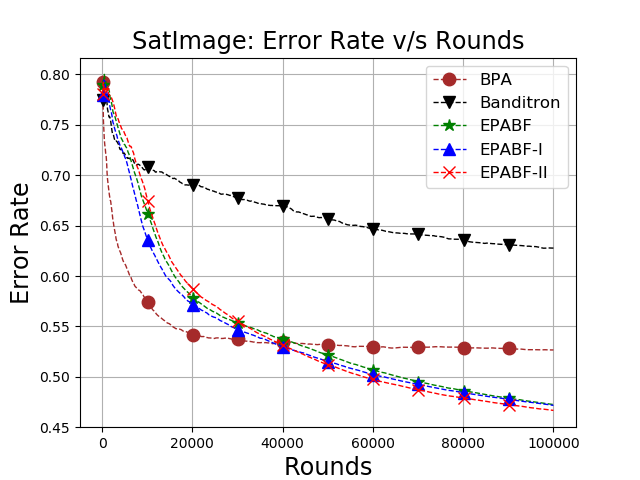 SatImage: Error Rate v/s Rounds
0.80
0.75
0.70
0.65
0.60
0.55
0.50
0.45
Error Rate
BPA
Banditron
EPABF
EPABF-I
EPABF-II
0 20000 40000 60000 80000 100000
Rounds